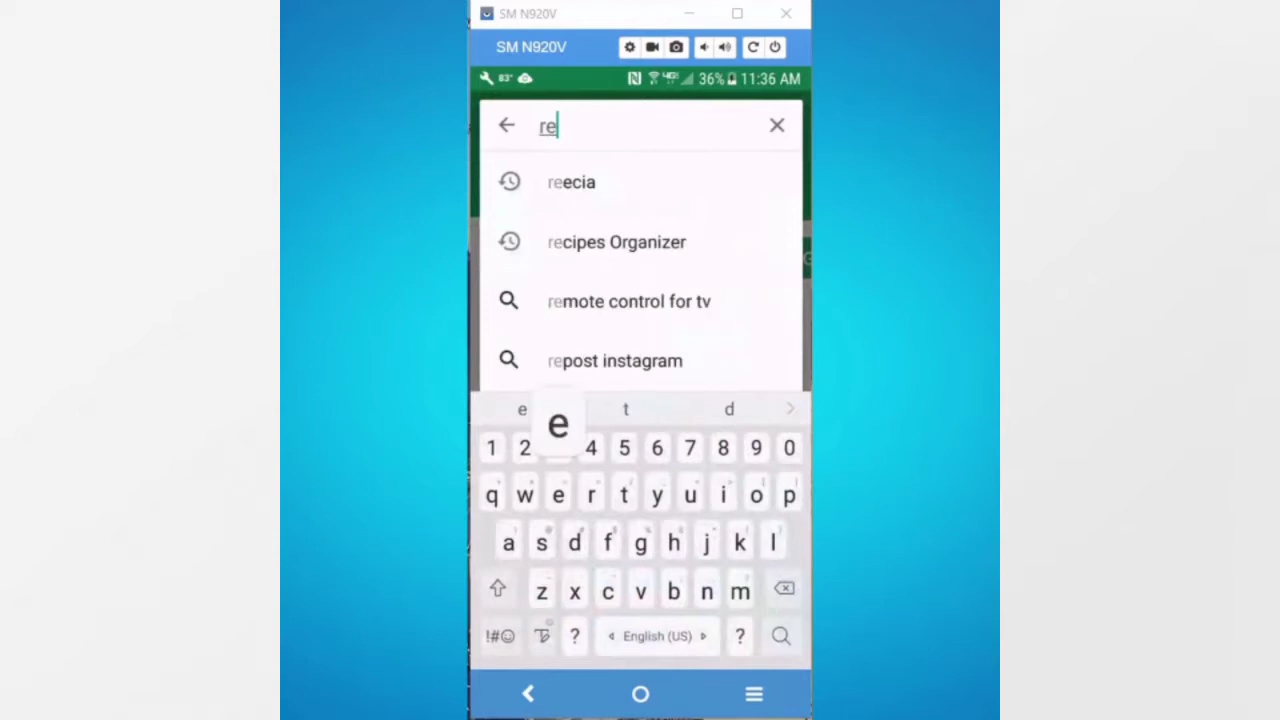 SM N920V
SM N920V
83° 4G 36% 11:36 AM
re
reecia
recipes Organizer
remote control for tv
repost instagram
e t d
e
1 2 4 5 6 7 8 9 0
q w e r t y u i o p
a s d f g h j k l
z x c v b n m
!#☺ ? English (US) ?